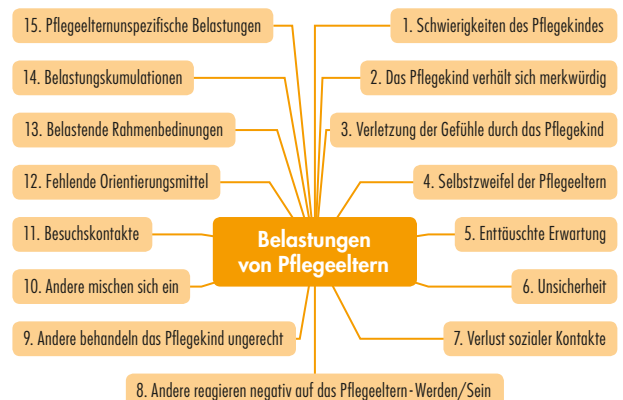 15. Pflegeelternunspezifische Belastungen
1. Schwierigkeiten des Pflegekindes
14. Belastungskumulationen
2. Das Pflegekind verhält sich merkwürdig
13. Belastende Rahmenbedinungen
3. Verletzung der Gefühle durch das Pflegekind
12. Fehlende Orientierungsmittel
4. Selbstzweifel der Pflegeeltern
11. Besuchskontakte
Belastungen
von Pflegeeltern
5. Enttäuschte Erwartung
10. Andere mischen sich ein
6. Unsicherheit
9. Andere behandeln das Pflegekind ungerecht
7. Verlust sozialer Kontakte
8. Andere reagieren negativ auf das Pflegeeltern-Werden/Sein